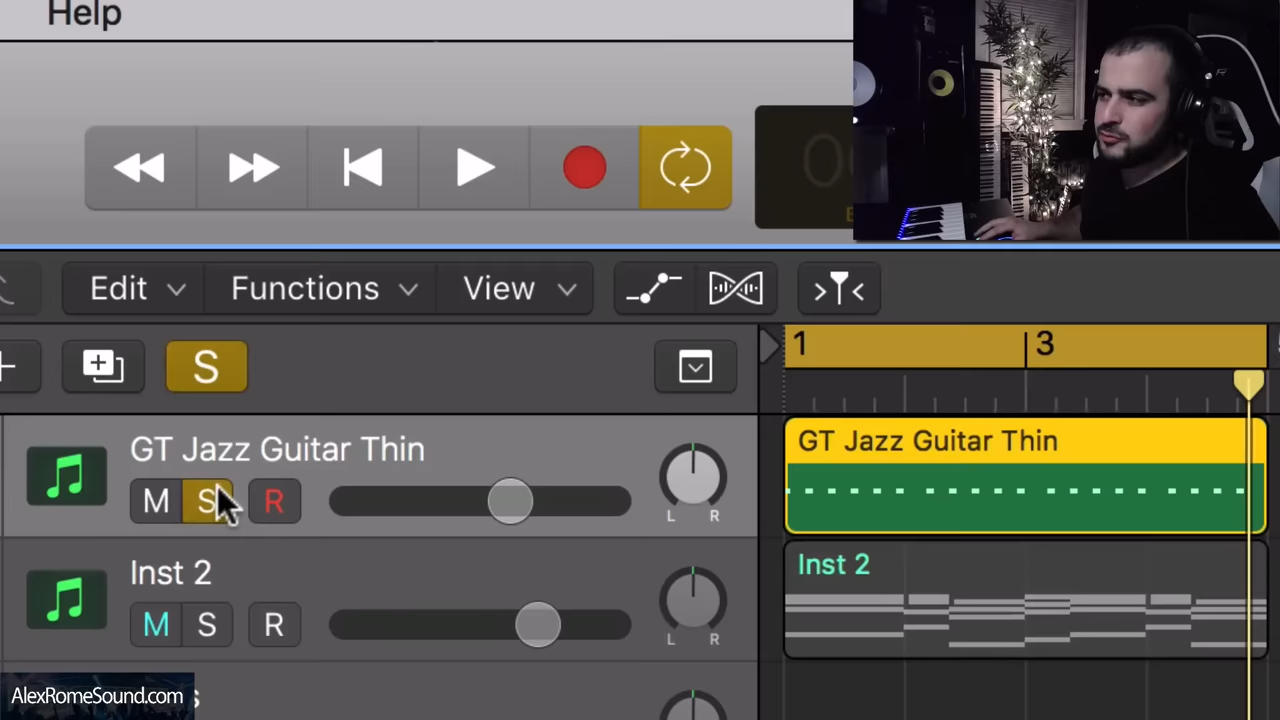 Help
Edit Functions View
S
1 3
GT Jazz Guitar Thin
M S R
L R
GT Jazz Guitar Thin
Inst 2
M S R
L R
Inst 2
AlexRomeSound.com